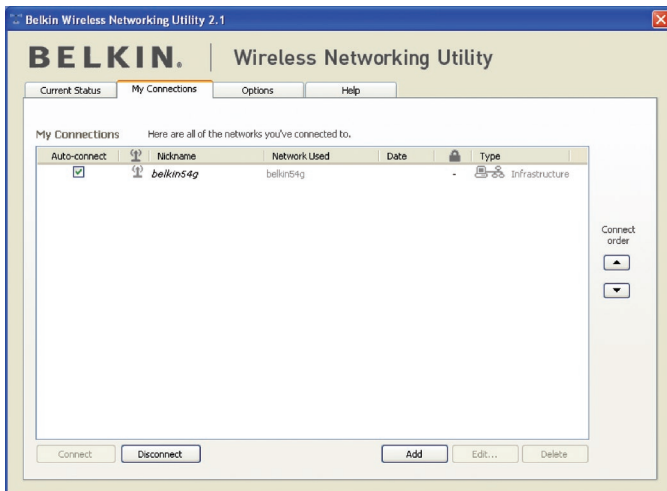 Belkin Wireless Networking Utility 2.1
BELKIN. Wireless Networking Utility
Current Status My Connections Options Help
My Connections Here are all of the networks you've connected to.
Auto-connect Nickname Network Used Date Type
belkin54g belkin54g - Infrastructure
Connect
order
Connect Disconnect Add Edit... Delete